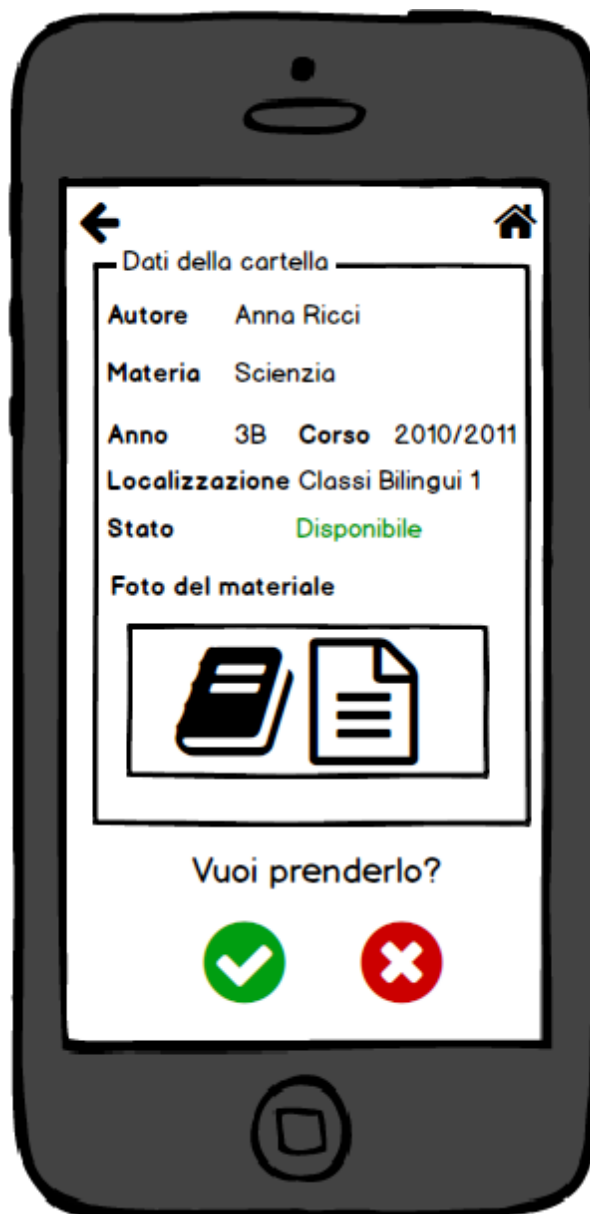 Dati della cartella
Autore Anna Ricci
Materia Scienzia
Anno 3B Corso 2010/2011
Localizzazione Classi Bilingui 1
Stato Disponibile
Foto del materiale
Vuoi prenderlo?